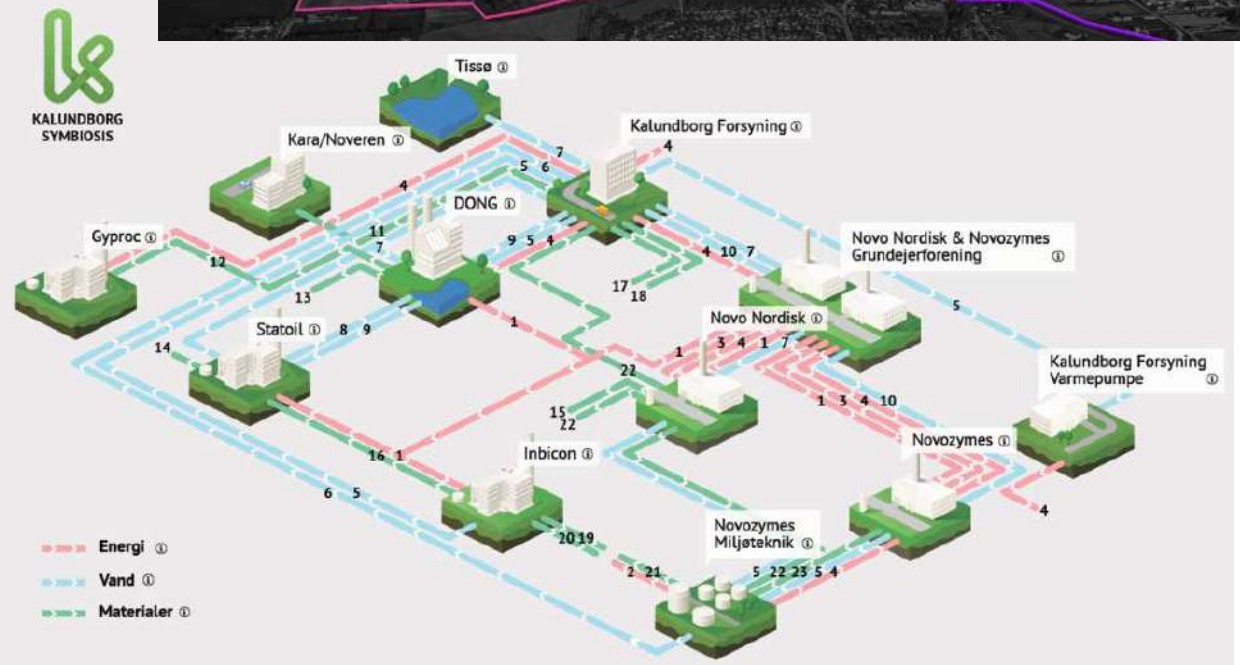 KALUNDBORG
SYMBIOSIS
Tissø
Kara/Noveren
Kalundborg Forsyning
4
7
5 6
4
DONG
11
7
Gyproc
12
9 5 4
4 10 7
Novo Nordisk & Novozymes
Grundejerforening
13
17
18
5
Statoil
8 9
1
Novo Nordisk
14
1 3 4 1 7
Kalundborg Forsyning
Varmepumpe
22
15
22
1 3 4 10
16 1
Inbicon
Novozymes
6 5
4
20 19
Novozymes
Miljøteknik
Energi
2 21
5 22 23 5 4
Vand
Materialer